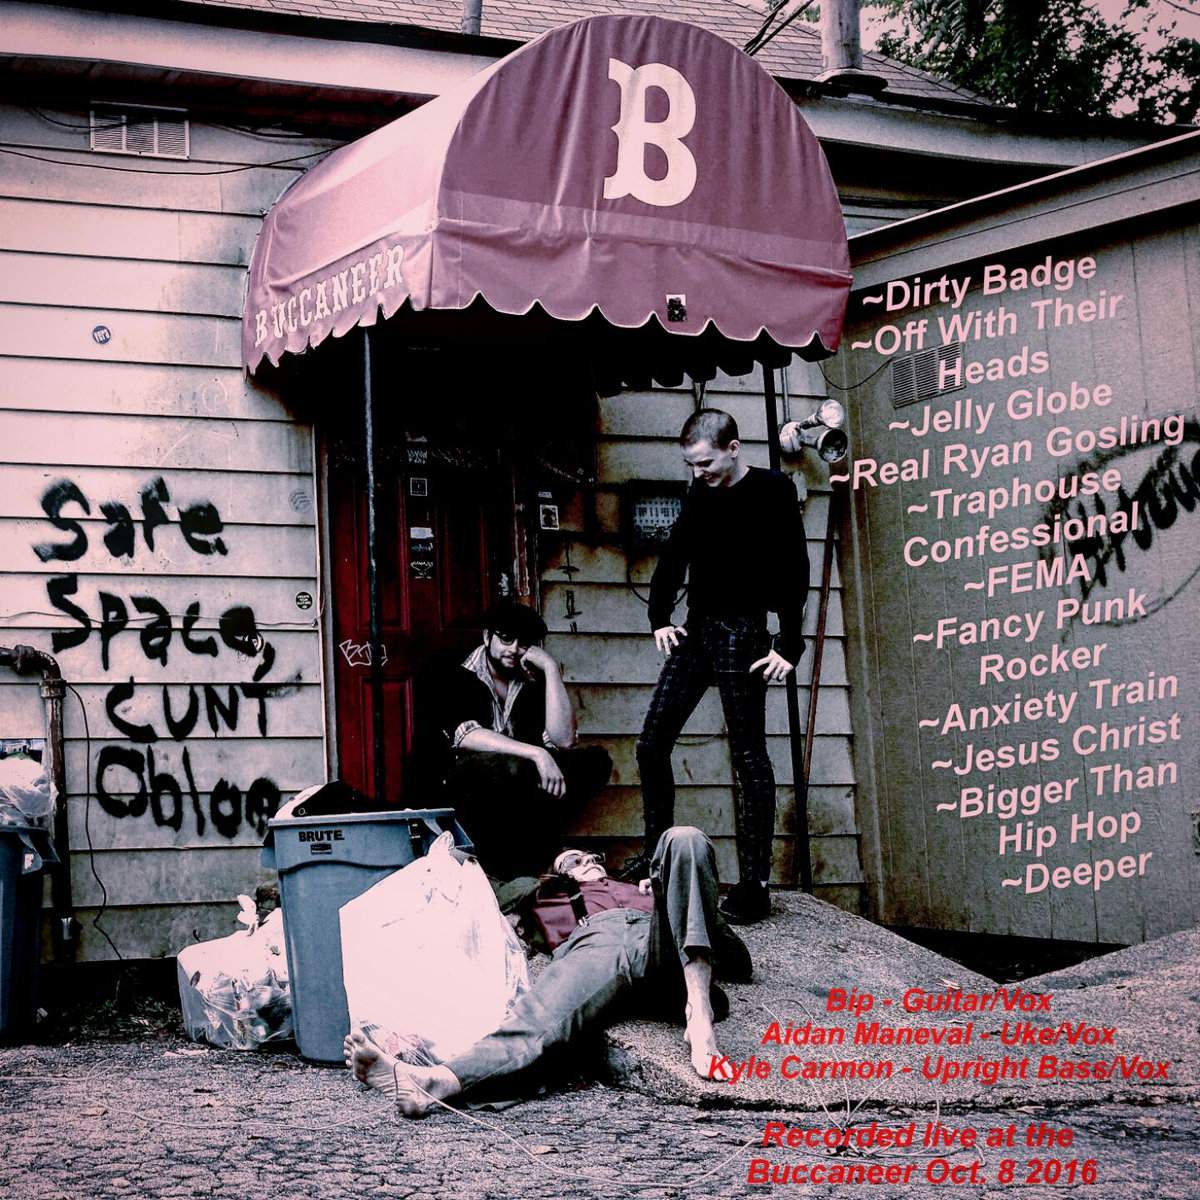 B
BUCCANEER
~Dirty Badge
~Off With Their
Heads
~Jelly Globe
~Real Ryan Gosling
~Traphouse
Confessional
~FEMA
~Fancy Punk
Rocker
~Anxiety Train
~Jesus Christ
~Bigger Than
Hip Hop
~Deeper
Safe
Space,
CUNT
BRUTE
Bip - Guitar/Vox
Aidan Maneval - Uke/Vox
Kyle Carmon - Upright Bass/Vox
Recorded live at the
Buccaneer Oct. 8 2016